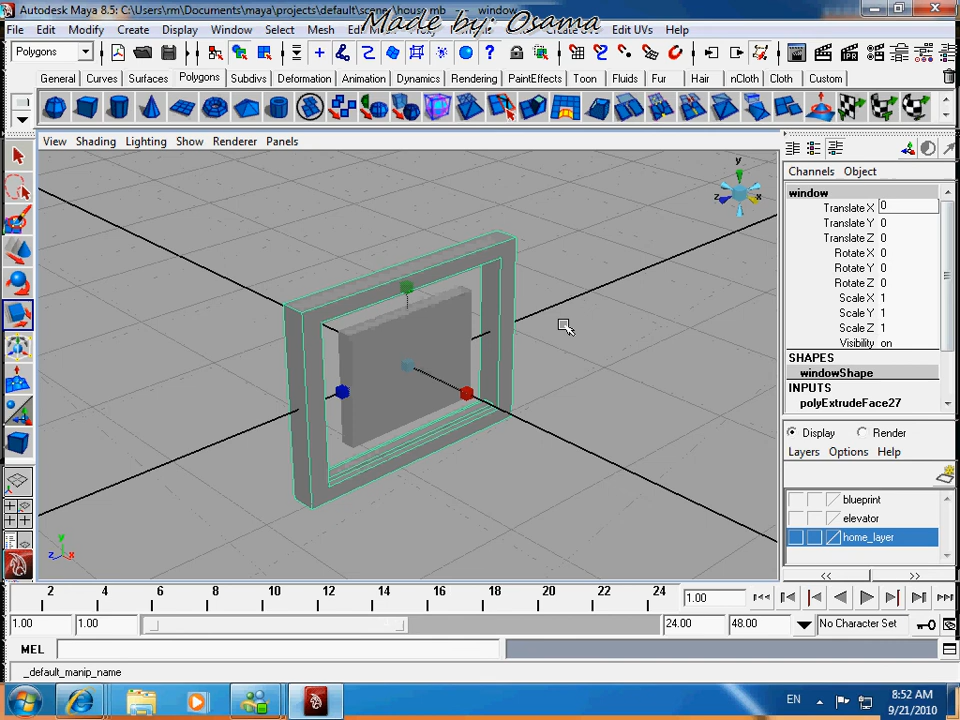 Autodesk Maya 8.5: C:\Users\rm\Documents\maya\projects\default\scene house.mb window...
Made by: Osama
File Edit Modify Create Display Window Select Mesh Edit UVs Help
Polygons
General Curves Surfaces Polygons Subdivs Deformation Animation Dynamics Rendering PaintEffects Toon Fluids Fur Hair nCloth Cloth Custom
View Shading Lighting Show Renderer Panels
Channels Object
window
Translate X 0
Translate Y 0
Translate Z 0
Rotate X 0
Rotate Y 0
Rotate Z 0
Scale X 1
Scale Y 1
Scale Z 1
Visibility on
SHAPES
windowShape
INPUTS
polyExtrudeFace27
Display Render
Layers Options Help
blueprint
elevator
home_layer
y
z x
y
z x
<< >>
2 4 6 8 10 12 14 16 18 20 22 24 1.00
1.00 1.00 24.00 48.00 No Character Set
MEL
_default_manip_name
EN 8:52 AM
9/21/2010